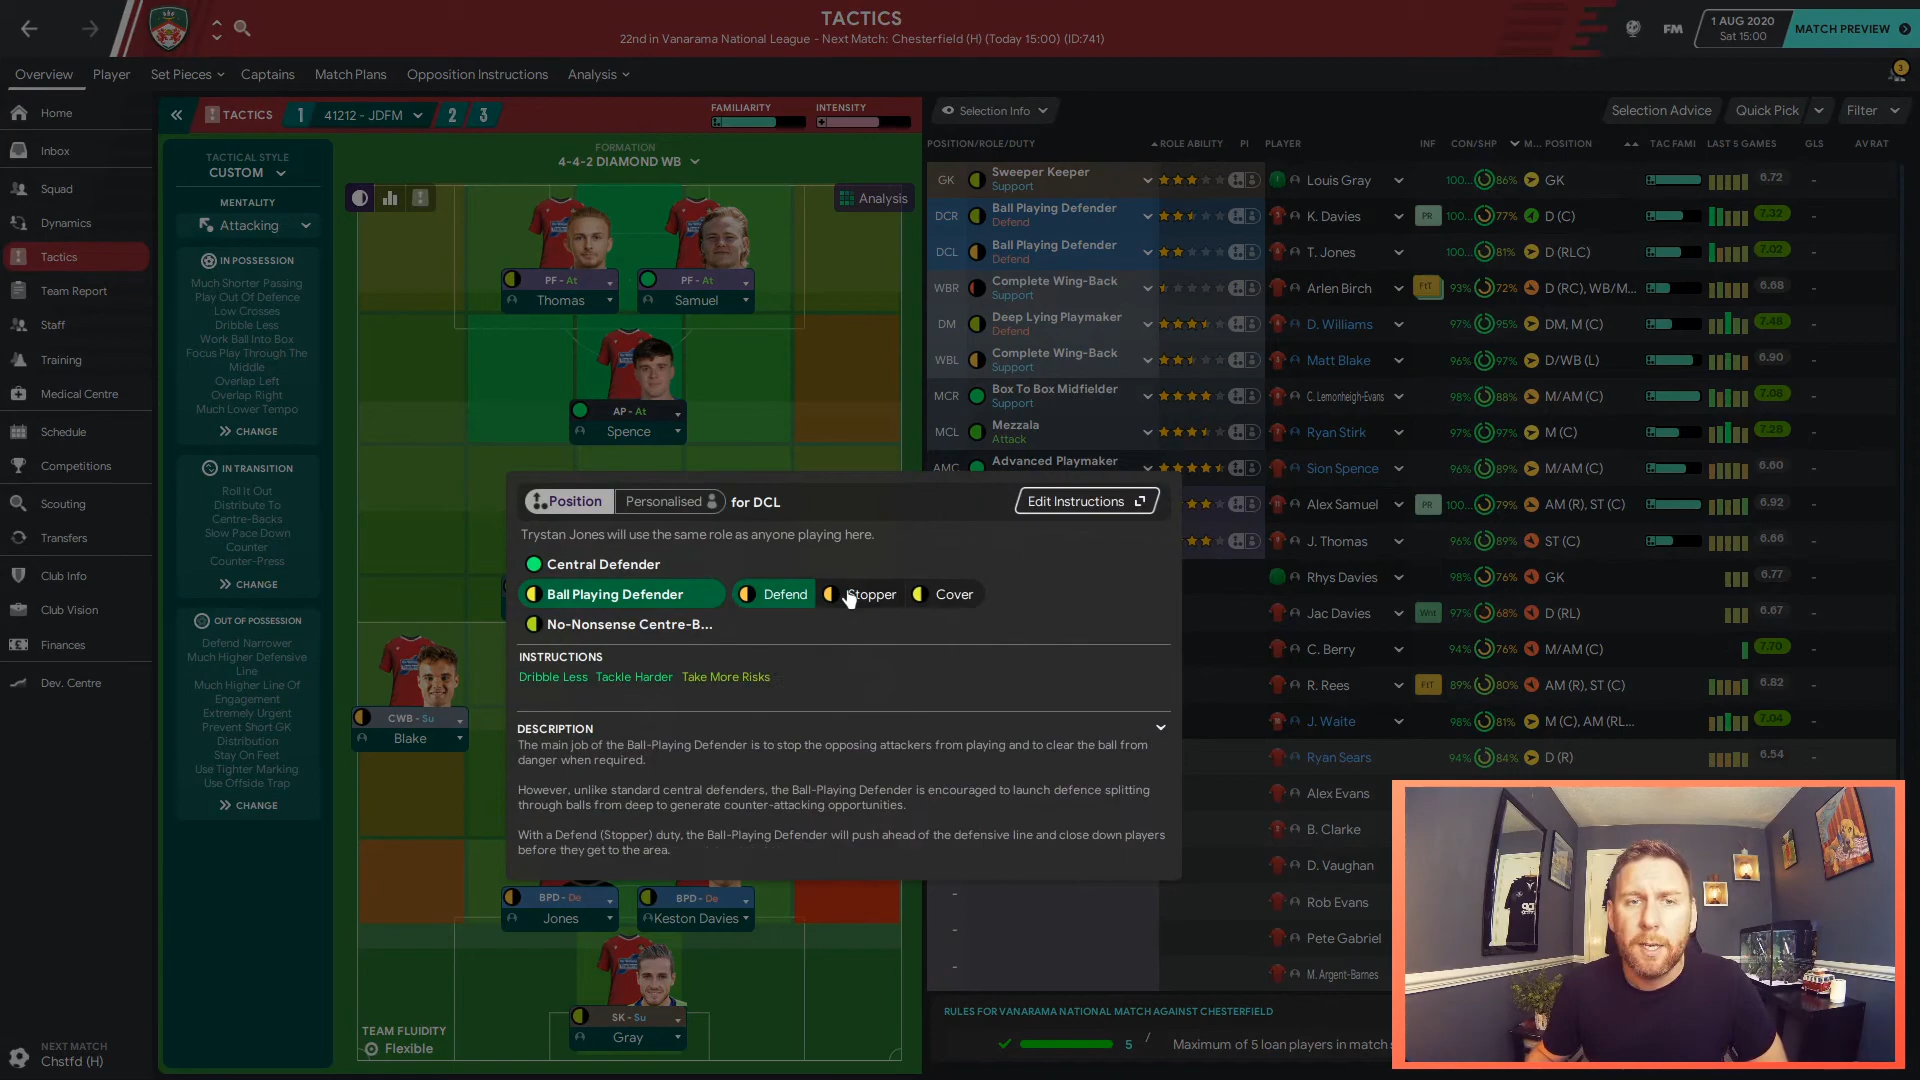 TACTICS
22nd in Vanarama National League - Next Match: Chesterfield (H) (Today 15:00) (ID:741)
FM
1 AUG 2020
Sat 15:00
MATCH PREVIEW
Overview
Player
Set Pieces
Captains
Match Plans
Opposition Instructions
Analysis
3
Home
Inbox
Squad
Dynamics
Tactics
Team Report
Staff
Training
Medical Centre
Schedule
Competitions
Scouting
Transfers
Club Info
Club Vision
Finances
Dev. Centre
NEXT MATCH
Chstfd (H)
TACTICS
1
41212 - JDFM
2
3
FAMILIARITY
INTENSITY
TACTICAL STYLE
CUSTOM
MENTALITY
Attacking
IN POSSESSION
Much Shorter Passing
Play Out Of Defence
Low Crosses
Dribble Less
Work Ball Into Box
Focus Play Through The
Middle
Overlap Left
Overlap Right
Much Lower Tempo
CHANGE
IN TRANSITION
Roll It Out
Distribute To
Centre-Backs
Slow Pace Down
Counter
Counter-Press
CHANGE
OUT OF POSSESSION
Defend Narrower
Much Higher Defensive
Line
Much Higher Line Of
Engagement
Extremely Urgent
Prevent Short GK
Distribution
Stay On Feet
Use Tighter Marking
Use Offside Trap
CHANGE
FORMATION
4-4-2 DIAMOND WB
Analysis
PF - At
Thomas
PF - At
Samuel
AP - At
Spence
CWB - Su
Blake
BPD - De
Jones
BPD - De
Keston Davies
SK - Su
Gray
TEAM FLUIDITY
Flexible
Position
Personalised
for DCL
Edit Instructions
Trystan Jones will use the same role as anyone playing here.
Central Defender
Ball Playing Defender
Defend
Stopper
Cover
No-Nonsense Centre-B...
INSTRUCTIONS
Dribble Less Tackle Harder Take More Risks
DESCRIPTION
The main job of the Ball-Playing Defender is to stop the opposing attackers from playing and to clear the ball from
danger when required.
However, unlike standard central defenders, the Ball-Playing Defender is encouraged to launch defence splitting
through balls from deep to generate counter-attacking opportunities.
With a Defend (Stopper) duty, the Ball-Playing Defender will push ahead of the defensive line and close down players
before they get to the area.
Selection Info
Selection Advice
Quick Pick
Filter
POSITION/ROLE/DUTY ROLE ABILITY PI PLAYER INF CON/SHP M... POSITION TAC FAMI LAST 5 GAMES GLS AV RAT
GK Sweeper Keeper Support Louis Gray 100... 86% GK 6.72 -
DCR Ball Playing Defender Defend K. Davies PR 100... 77% D (C) 7.32 -
DCL Ball Playing Defender Defend T. Jones 100... 81% D (RLC) 7.02 -
WBR Complete Wing-Back Support Arlen Birch FIT 93% 72% D (RC), WB/M... 6.68 -
DM Deep Lying Playmaker Defend D. Williams 97% 95% DM, M (C) 7.48 -
WBL Complete Wing-Back Support Matt Blake 96% 97% D/WB (L) 6.90 -
MCR Box To Box Midfielder Support C. Lemonheigh-Evans 98% 88% M/AM (C) 7.08 -
MCL Mezzala Attack Ryan Stirk 97% 97% M (C) 7.28 -
AMC Advanced Playmaker Sion Spence 96% 89% M/AM (C) 6.60 -
Alex Samuel PR 100... 79% AM (R), ST (C) 6.92 -
J. Thomas 96% 89% ST (C) 6.66 -
Rhys Davies 98% 76% GK 6.77 -
Jac Davies Wnt 97% 68% D (RL) 6.67 -
C. Berry 94% 76% M/AM (C) 7.70 -
R. Rees FIT 89% 80% AM (R), ST (C) 6.82 -
J. Waite 98% 81% M (C), AM (RL... 7.04 -
Ryan Sears 94% 84% D (R) 6.54 -
Alex Evans
B. Clarke
D. Vaughan
- Rob Evans
- Pete Gabriel
- M. Argent-Barnes
RULES FOR VANARAMA NATIONAL MATCH AGAINST CHESTERFIELD
5 / Maximum of 5 loan players in match s